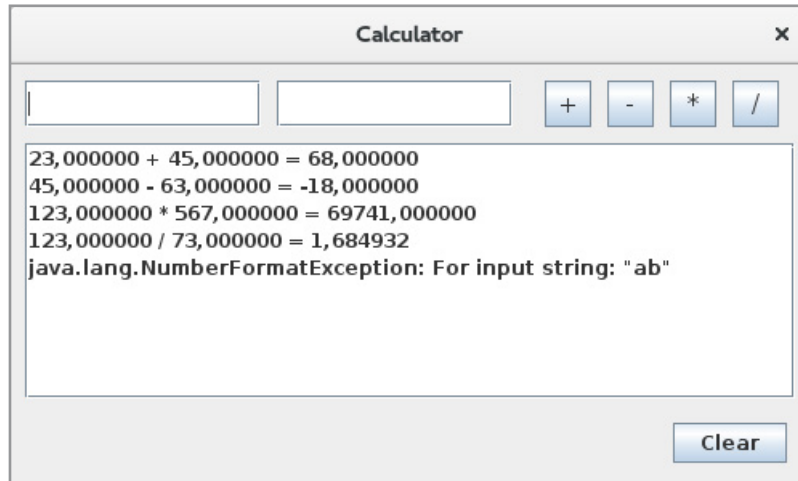 Calculator ×
+ - * /
23,000000 + 45,000000 = 68,000000
45,000000 - 63,000000 = -18,000000
123,000000 * 567,000000 = 69741,000000
123,000000 / 73,000000 = 1,684932
java.lang.NumberFormatException: For input string: "ab"
Clear